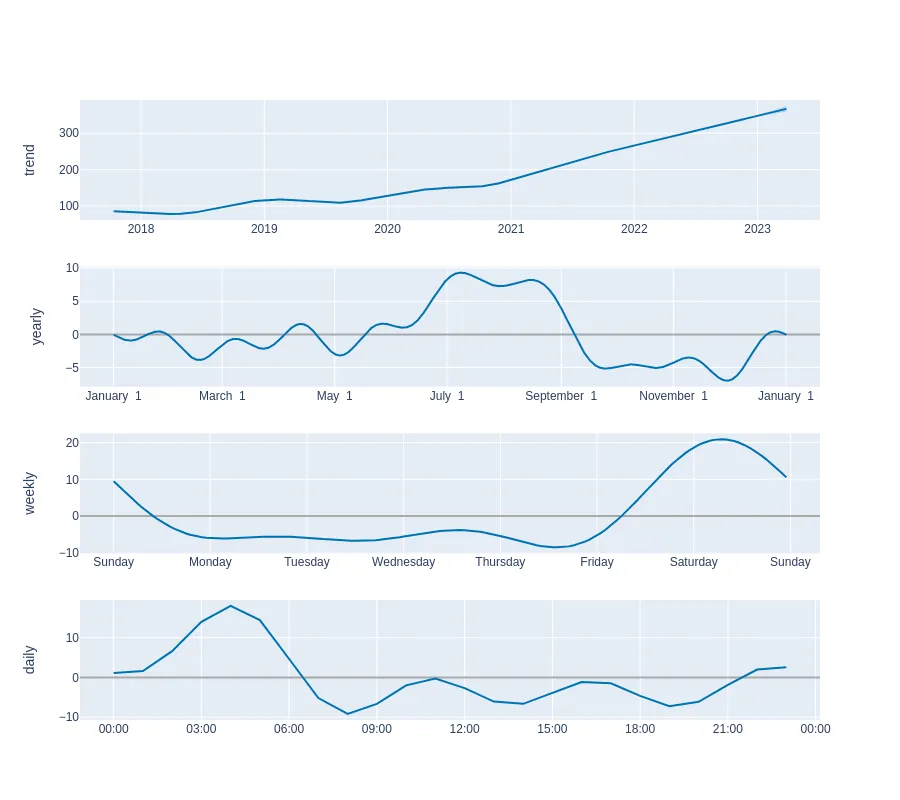 trend
300
200
100
2018 2019 2020 2021 2022 2023
yearly
10
5
0
−5
January 1 March 1 May 1 July 1 September 1 November 1 January 1
weekly
20
10
0
−10
Sunday Monday Tuesday Wednesday Thursday Friday Saturday Sunday
daily
10
0
−10
00:00 03:00 06:00 09:00 12:00 15:00 18:00 21:00 00:00